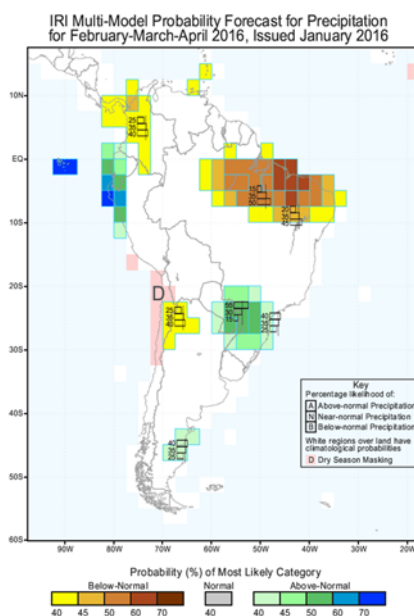 IRI Multi-Model Probability Forecast for Precipitation
for February-March-April 2016, Issued January 2016
10N
EQ
10S
20S
D
30S
40S
50S
60S
90W 80W 70W 60W 50W 40W 30W 20W
Key
Percentage likelihood of:
A Above-normal Precipitation
N Near-normal Precipitation
B Below-normal Precipitation
White regions over land have
climatological probabilities
D Dry Season Masking
Probability (%) of Most Likely Category
Below-Normal Normal Above-Normal
40 45 50 60 70 40 40 45 50 60 70